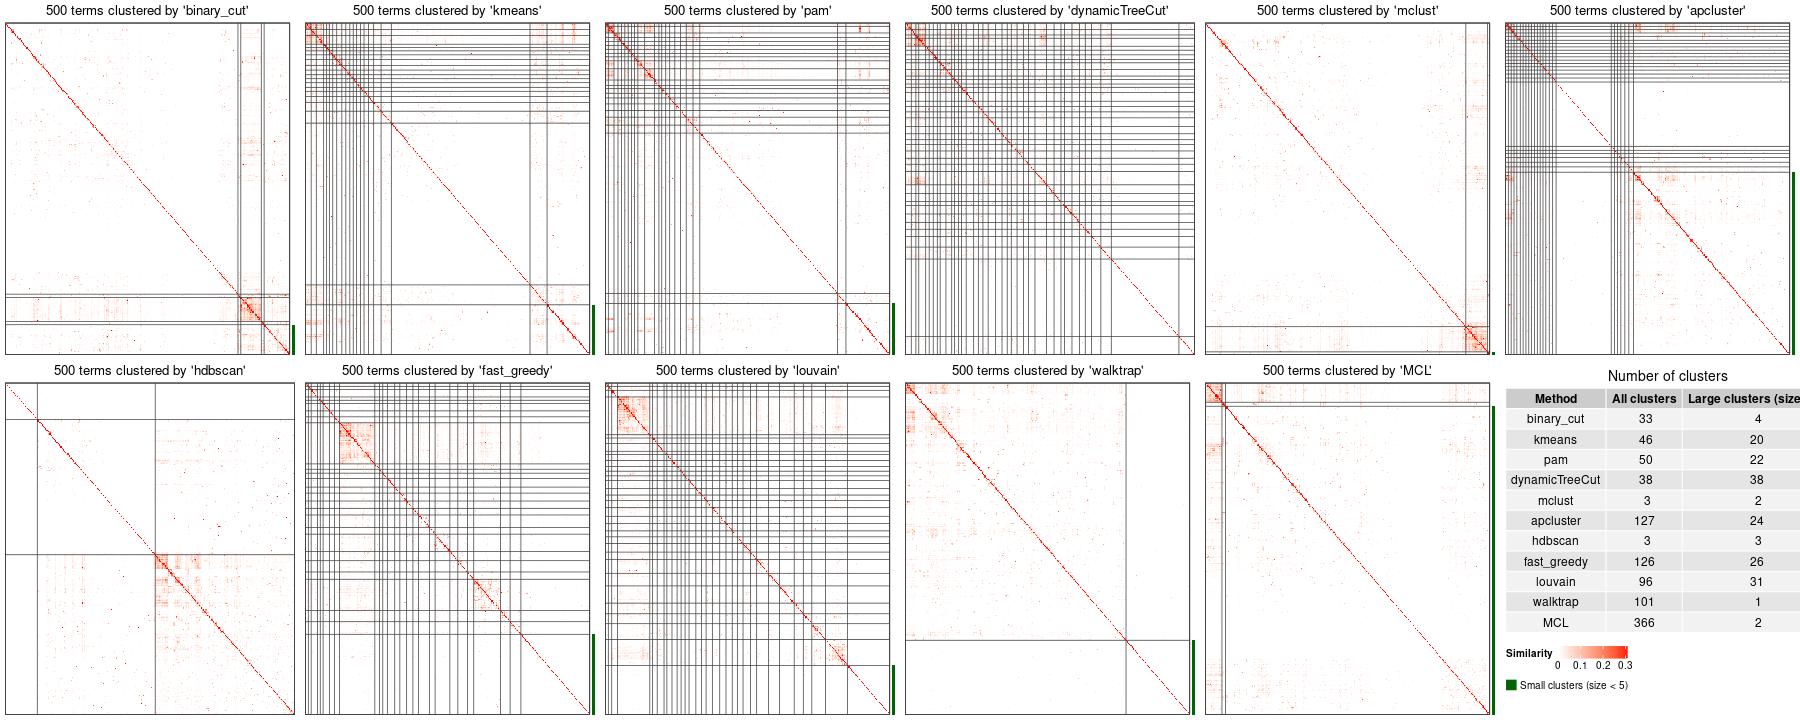 500 terms clustered by 'binary_cut'
500 terms clustered by 'kmeans'
500 terms clustered by 'pam'
500 terms clustered by 'dynamicTreeCut'
500 terms clustered by 'mclust'
500 terms clustered by 'apcluster'
500 terms clustered by 'hdbscan'
500 terms clustered by 'fast_greedy'
500 terms clustered by 'louvain'
500 terms clustered by 'walktrap'
500 terms clustered by 'MCL'
Number of clusters
Method All clusters Large clusters (size
binary_cut 33 4
kmeans 46 20
pam 50 22
dynamicTreeCut 38 38
mclust 3 2
apcluster 127 24
hdbscan 3 3
fast_greedy 126 26
louvain 96 31
walktrap 101 1
MCL 366 2
Similarity
0 0.1 0.2 0.3
Small clusters (size < 5)